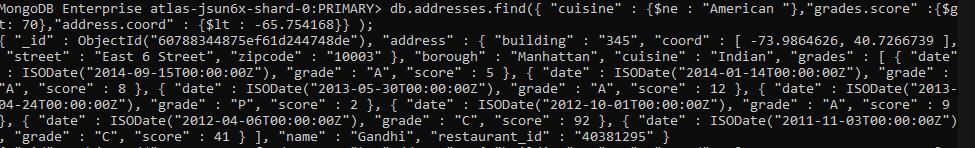 MongoDB Enterprise atlas-jsun6x-shard-0:PRIMARY> db.addresses.find({ "cuisine" : {$ne : "American "},"grades.score" :{$g
t: 70},"address.coord" : {$lt : -65.754168}} );
{ "_id" : ObjectId("60788344875ef61d244748de"), "address" : { "building" : "345", "coord" : [ -73.9864626, 40.7266739 ],
"street" : "East 6 Street", "zipcode" : "10003" }, "borough" : "Manhattan", "cuisine" : "Indian", "grades" : [ { "date"
: ISODate("2014-09-15T00:00:00Z"), "grade" : "A", "score" : 5 }, { "date" : ISODate("2014-01-14T00:00:00Z"), "grade" :
"A", "score" : 8 }, { "date" : ISODate("2013-05-30T00:00:00Z"), "grade" : "A", "score" : 12 }, { "date" : ISODate("2013-
04-24T00:00:00Z"), "grade" : "P", "score" : 2 }, { "date" : ISODate("2012-10-01T00:00:00Z"), "grade" : "A", "score" : 9
}, { "date" : ISODate("2012-04-06T00:00:00Z"), "grade" : "C", "score" : 92 }, { "date" : ISODate("2011-11-03T00:00:00Z")
, "grade" : "C", "score" : 41 } ], "name" : "Gandhi", "restaurant_id" : "40381295" }